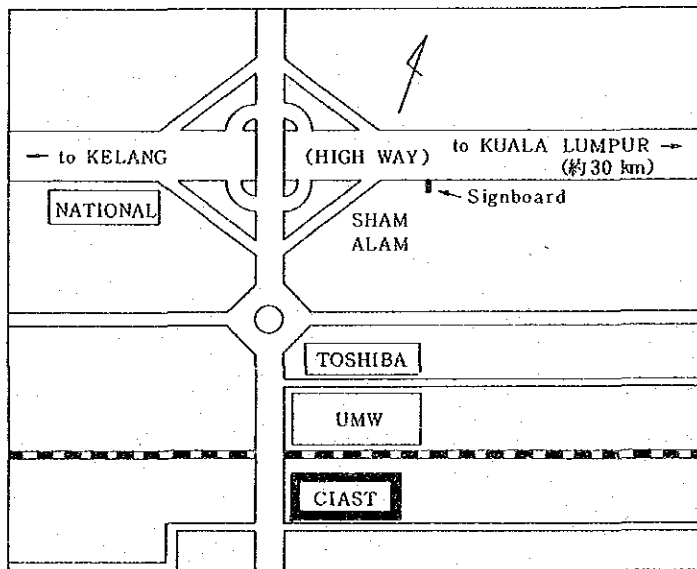 ← to KELANG
(HIGH WAY)
to KUALA LUMPUR →
(約30 km)
NATIONAL
Signboard
SHAM
ALAM
TOSHIBA
UMW
CIAST